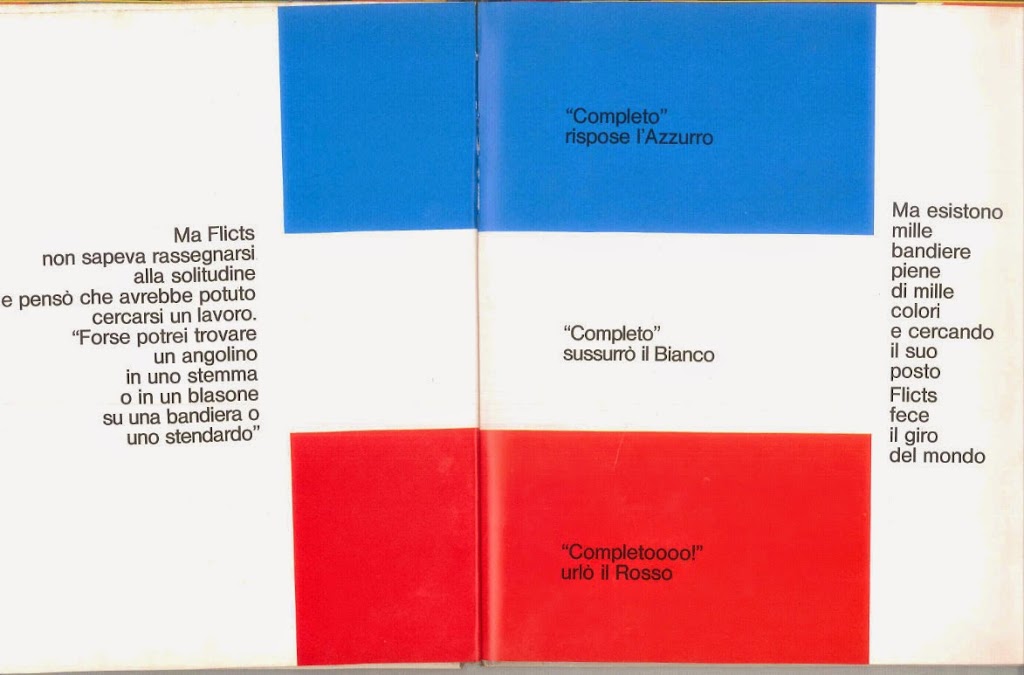 Ma Flicts
non sapeva rassegnarsi
alla solitudine
e pensò che avrebbe potuto
cercarsi un lavoro.
“Forse potrei trovare
un angolino
in uno stemma
o in un blasone
su una bandiera o
uno stendardo”
“Completo”
rispose l’Azzurro
“Completo”
sussurrò il Bianco
“Completoooo!”
urlò il Rosso
Ma esistono
mille
bandiere
piene
di mille
colori
e cercando
il suo
posto
Flicts
fece
il giro
del mondo